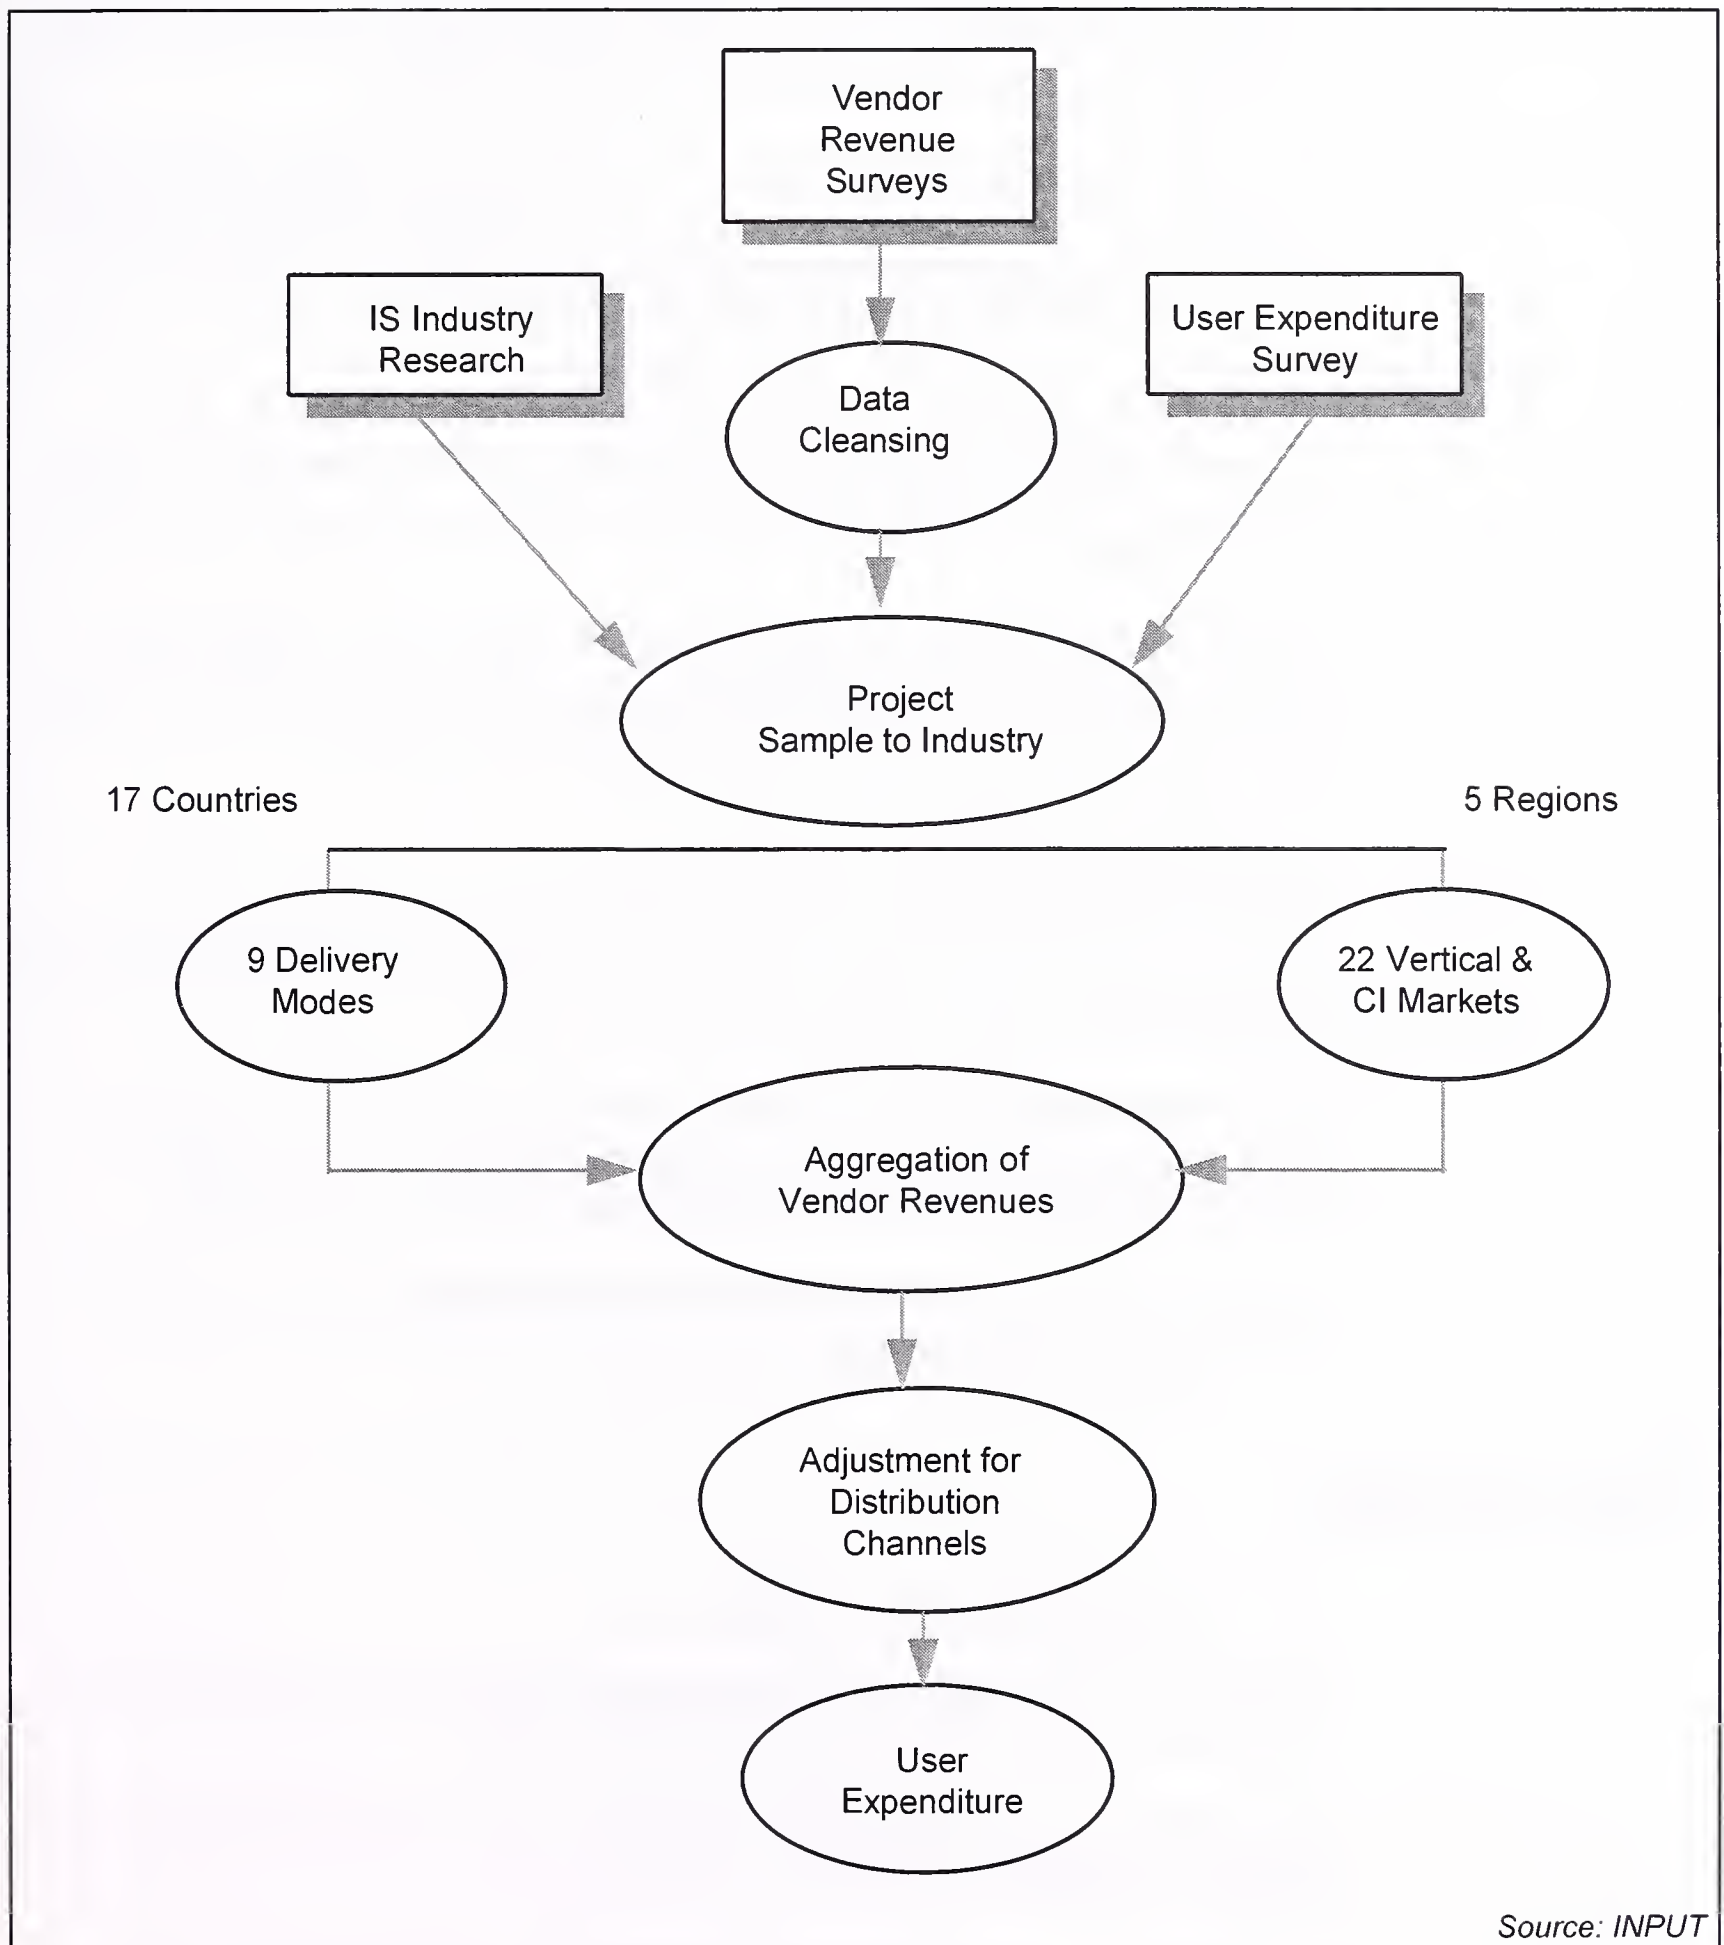 Vendor
Revenue
Surveys
IS Industry
Research
User Expenditure
Survey
Data
Cleansing
Project
Sample to Industry
17 Countries
5 Regions
9 Delivery
Modes
22 Vertical &
CI Markets
Aggregation of
Vendor Revenues
Adjustment for
Distribution
Channels
User
Expenditure
Source: INPUT